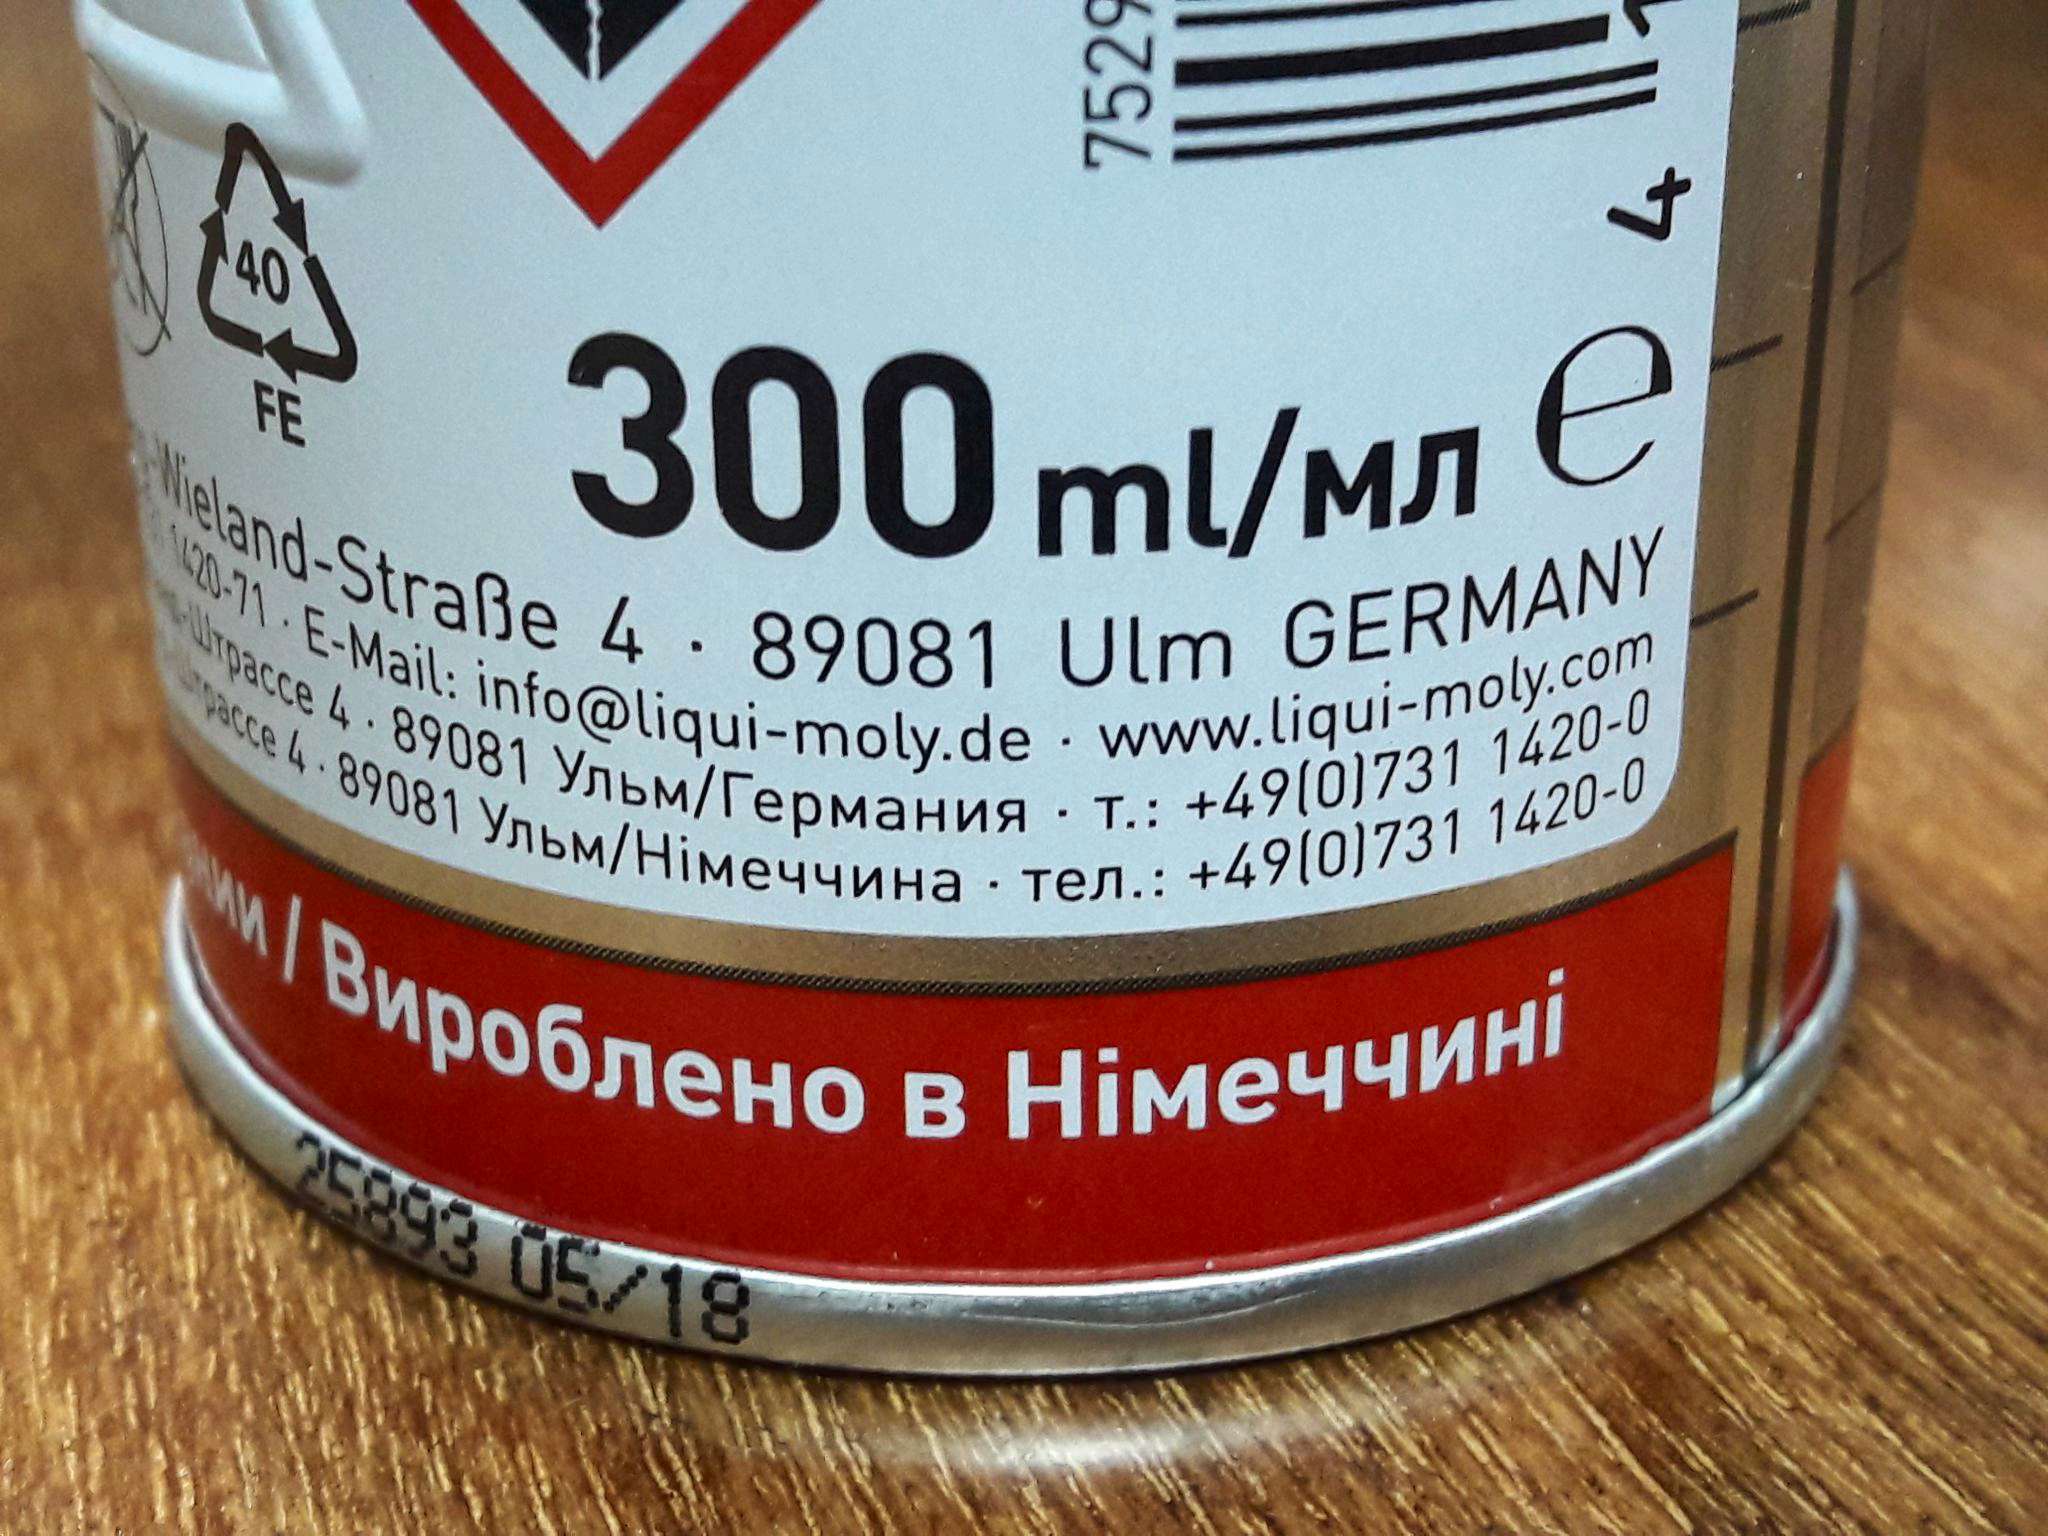 7529
4
40
FE
300 ml/мл e
Wieland-Straße 4 · 89081 Ulm GERMANY
1420-71 · E-Mail: info@liqui-moly.de · www.liqui-moly.com
Штрассе 4 · 89081 Ульм/Германия · т.: +49(0)731 1420-0
4 · 89081 Ульм/Німеччина · тел.: +49(0)731 1420-0
/ Вироблено в Німеччині
25893 05/18